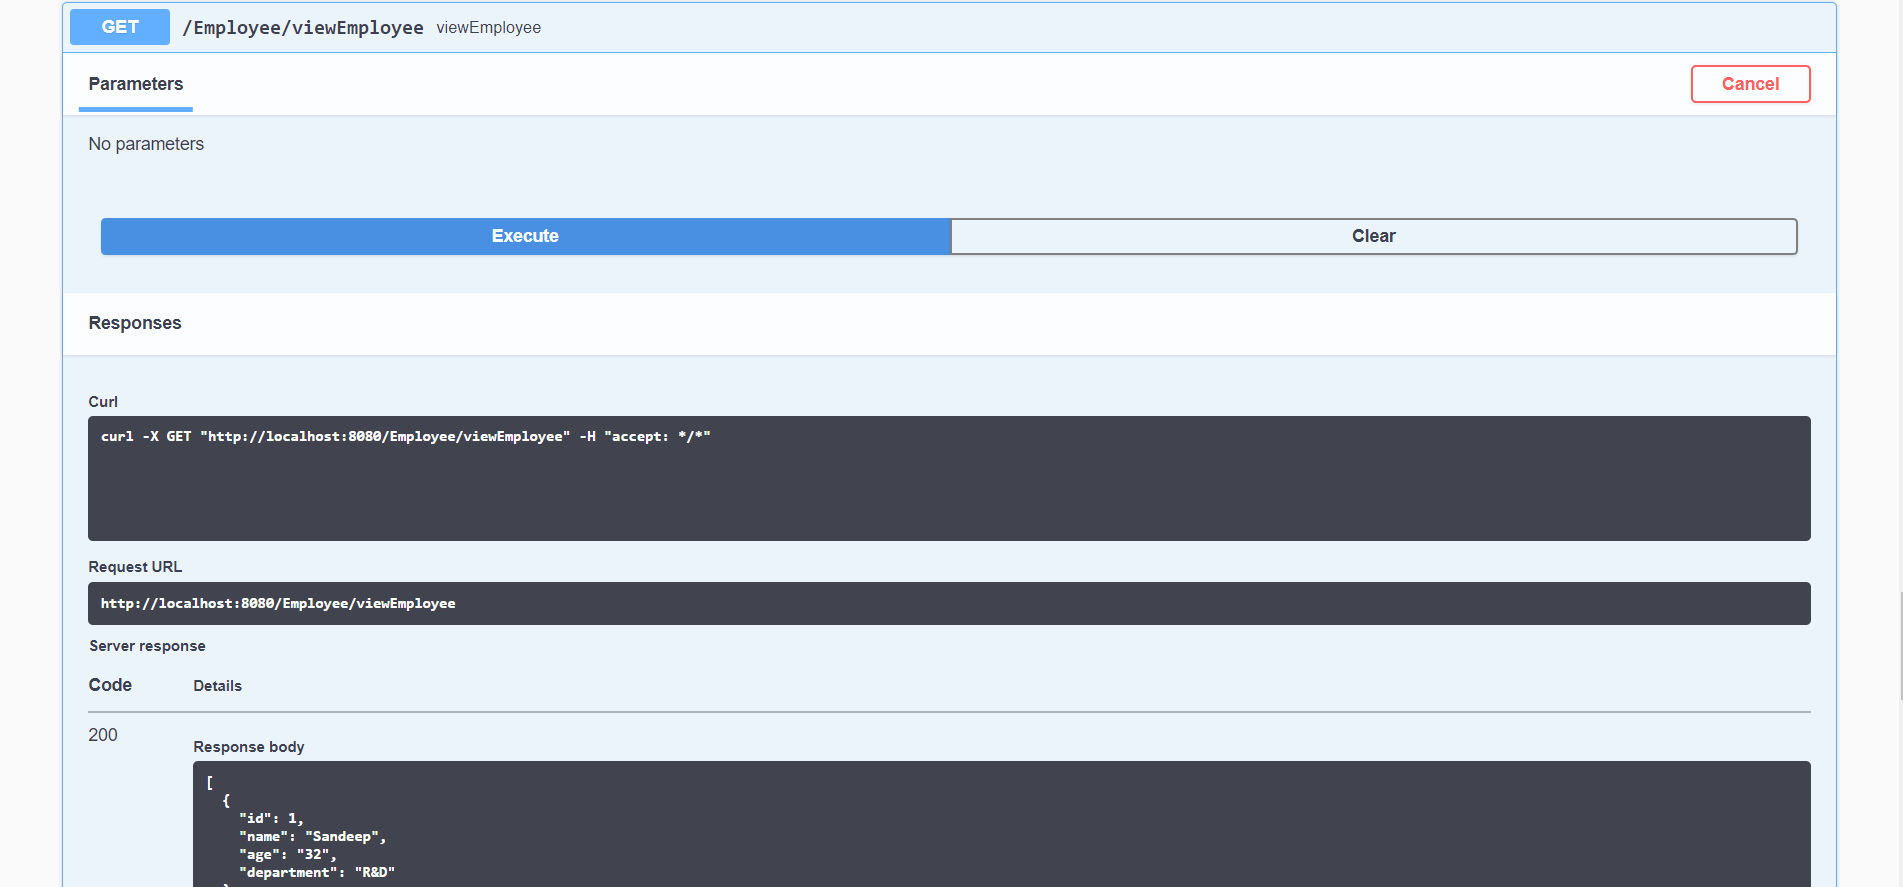 GET /Employee/viewEmployee viewEmployee
Parameters
Cancel
No parameters
Execute
Clear
Responses
Curl
curl -X GET "http://localhost:8080/Employee/viewEmployee" -H "accept: */*"
Request URL
http://localhost:8080/Employee/viewEmployee
Server response
Code Details
200
Response body
[
  {
    "id": 1,
    "name": "Sandeep",
    "age": "32",
    "department": "R&D"